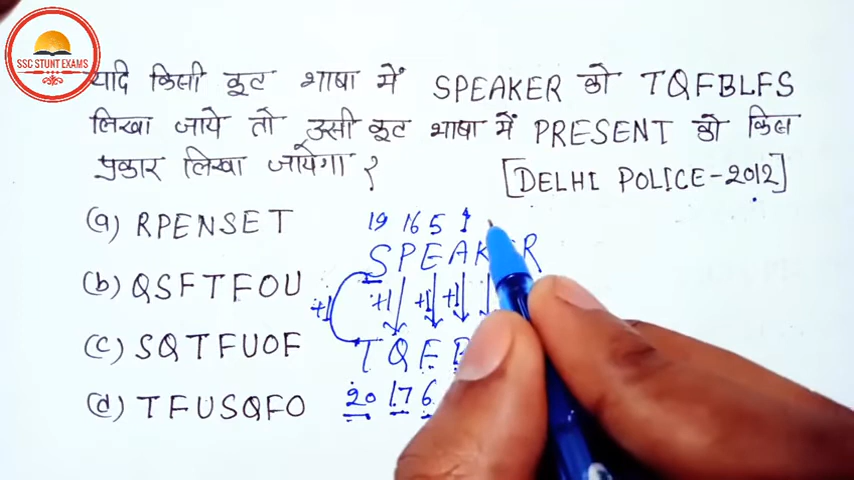 SSC STUNT EXAMS
यदि किसी कूट भाषा में SPEAKER को TQFBLFS
लिखा जाये तो उसी कूट भाषा में PRESENT को किस
प्रकार लिखा जायेगा?
[DELHI POLICE-2012]
(a) RPENSET
(b) QSFTFOU
(c) SQTFUOF
(d) TFUSQFO
19 16 5 1
SPEAK R
+1 +1 +1 +1
TQFB
20 17 6